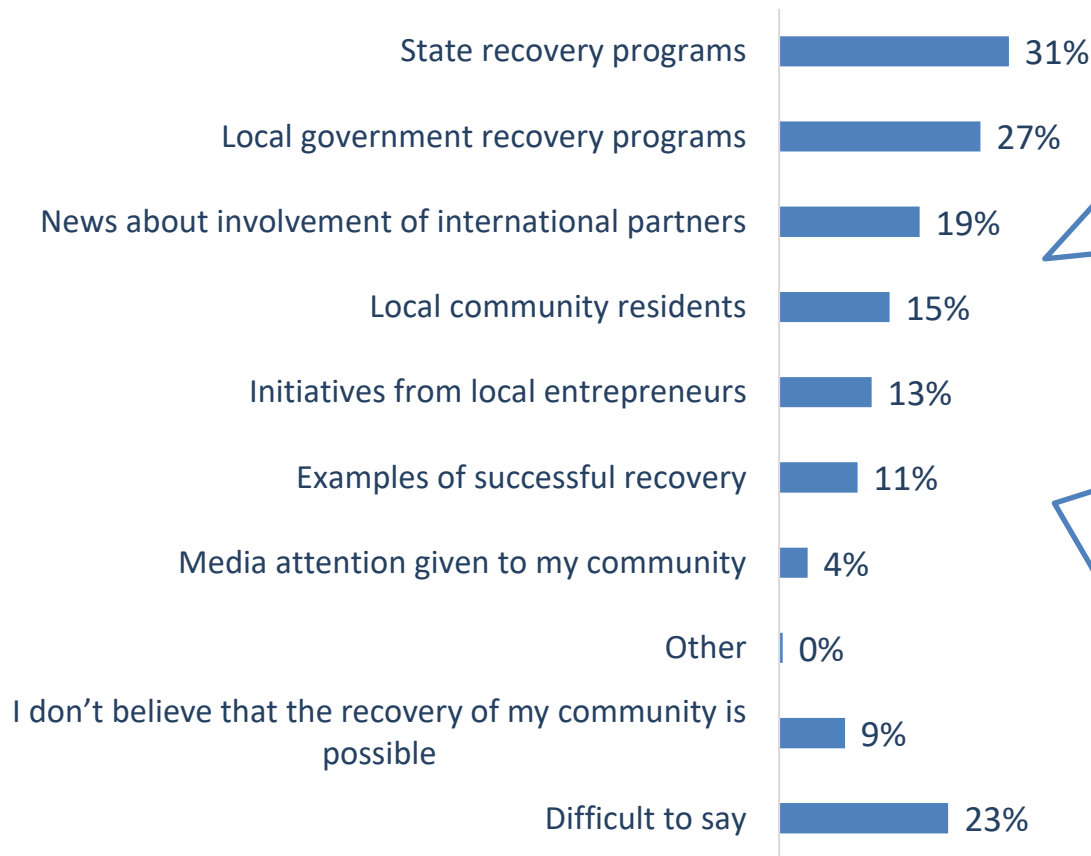 State recovery programs 31%
Local government recovery programs 27%
News about involvement of international partners 19%
Local community residents 15%
Initiatives from local entrepreneurs 13%
Examples of successful recovery 11%
Media attention given to my community 4%
Other 0%
I don’t believe that the recovery of my community is
possible 9%
Difficult to say 23%